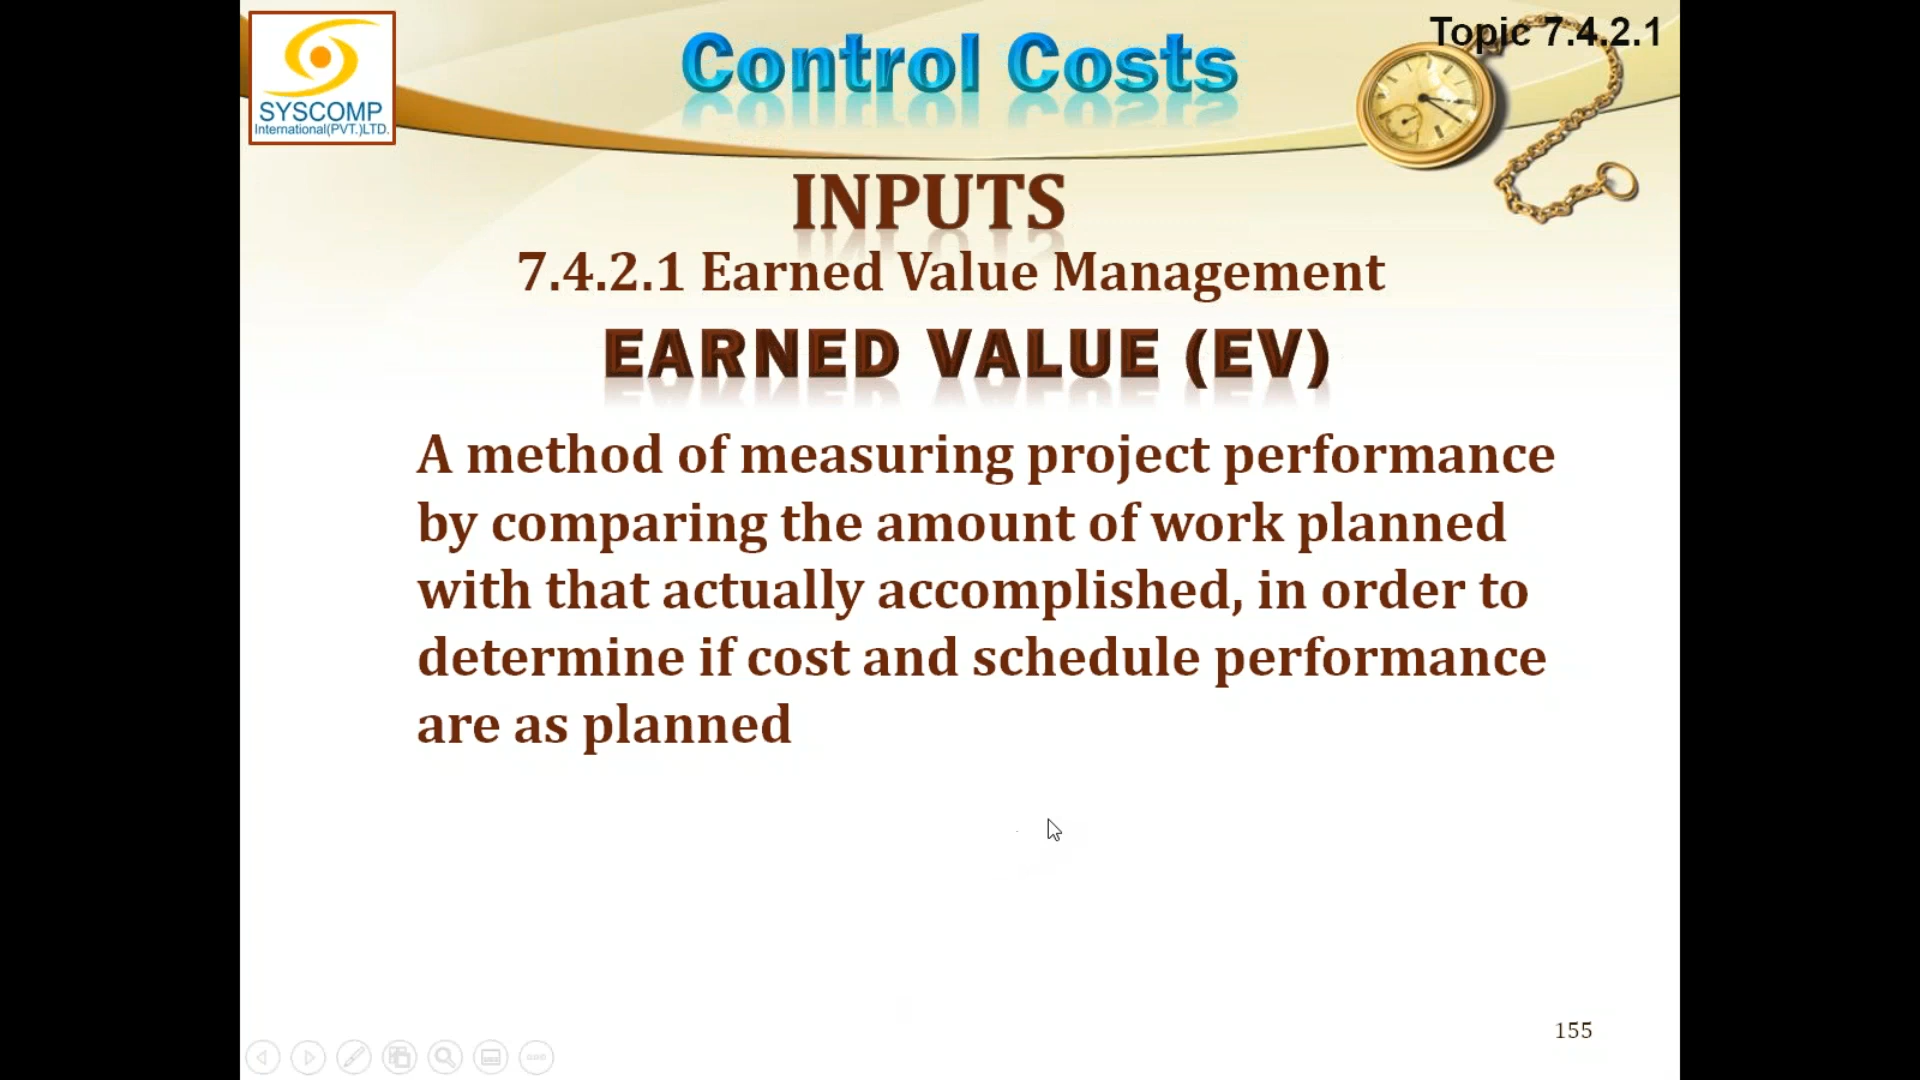 Topic 7.4.2.1
Control Costs
SYSCOMP
International(PVT.)LTD.
INPUTS
7.4.2.1 Earned Value Management
EARNED VALUE (EV)
A method of measuring project performance
by comparing the amount of work planned
with that actually accomplished, in order to
determine if cost and schedule performance
are as planned
155